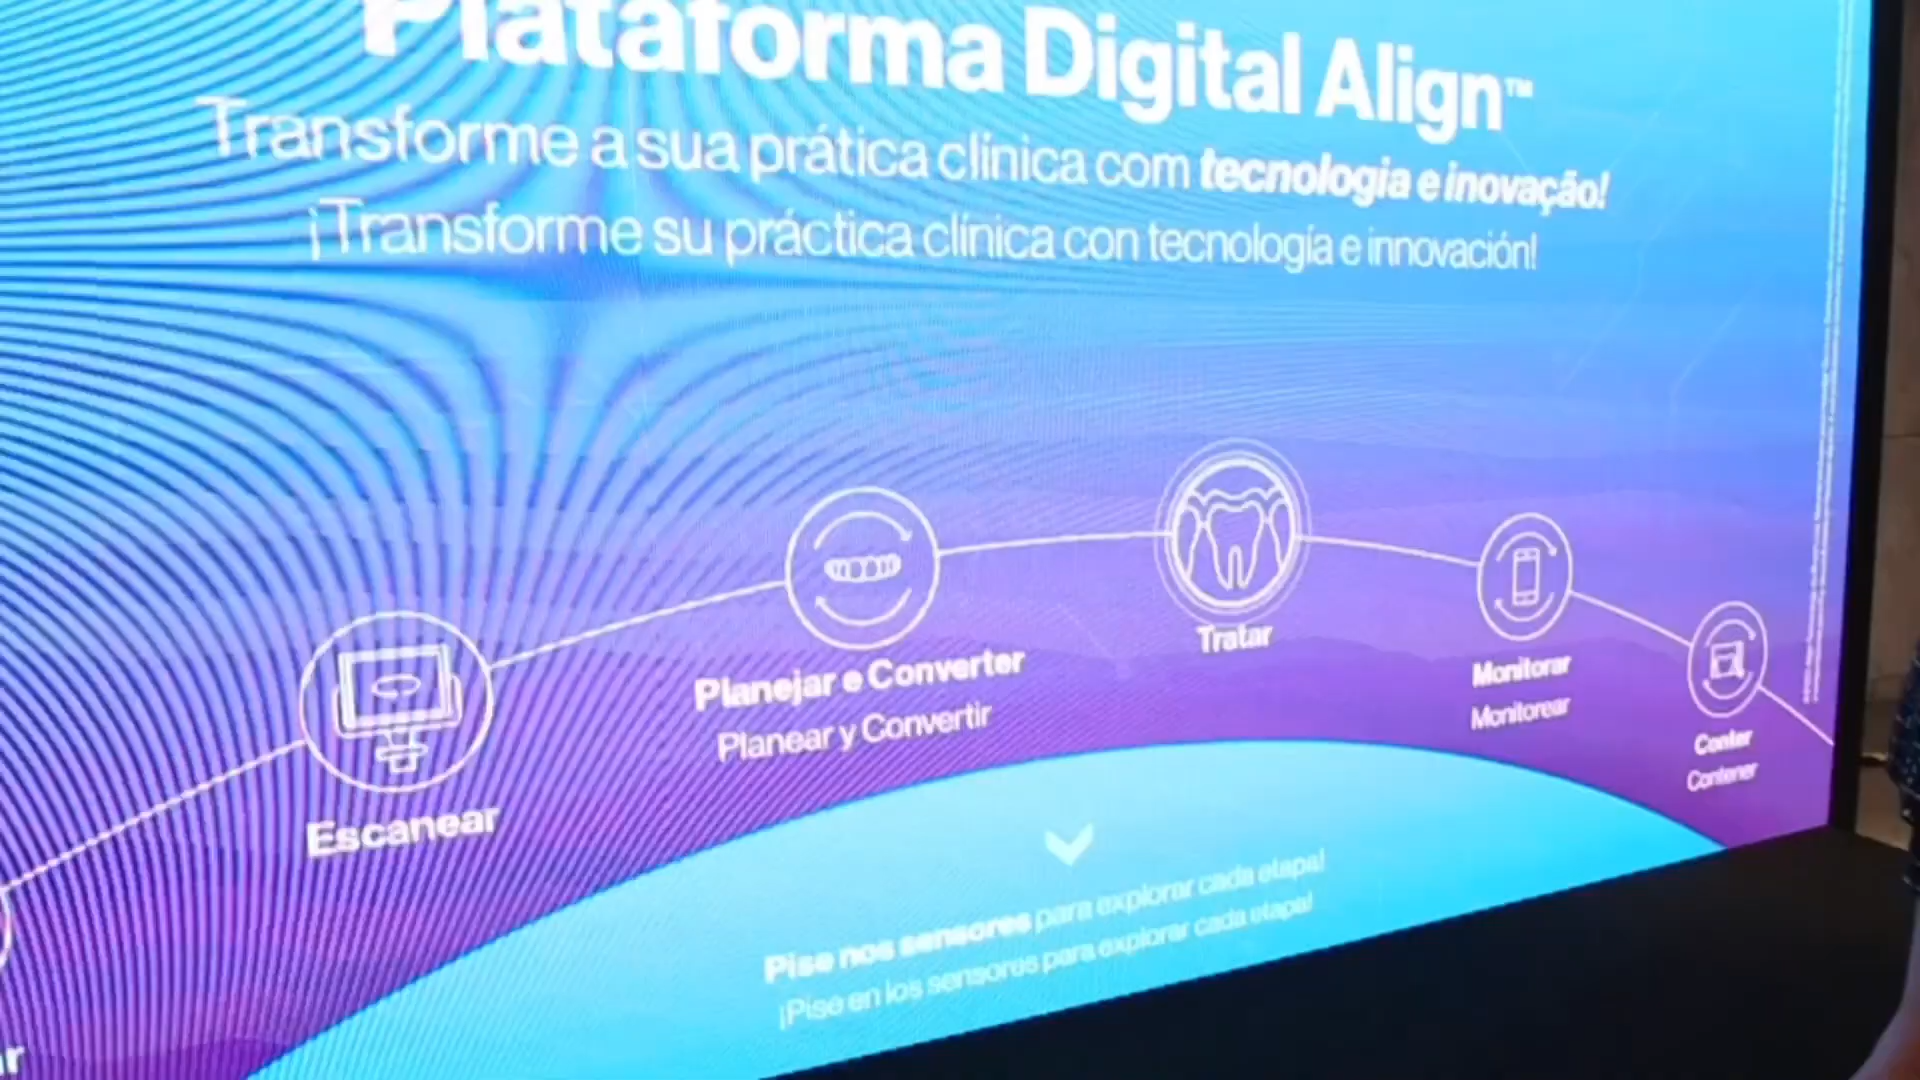 Plataforma Digital Align™
Transforme a sua prática clínica com tecnologia e inovação!
¡Transforme su práctica clínica con tecnología e innovación!
Escanear
Planejar e Converter
Planear y Convertir
Tratar
Monitorar
Monitorear
Conter
Contener
Pise nos sensores para explorar cada etapa!
¡Pise en los sensores para explorar cada etapa!